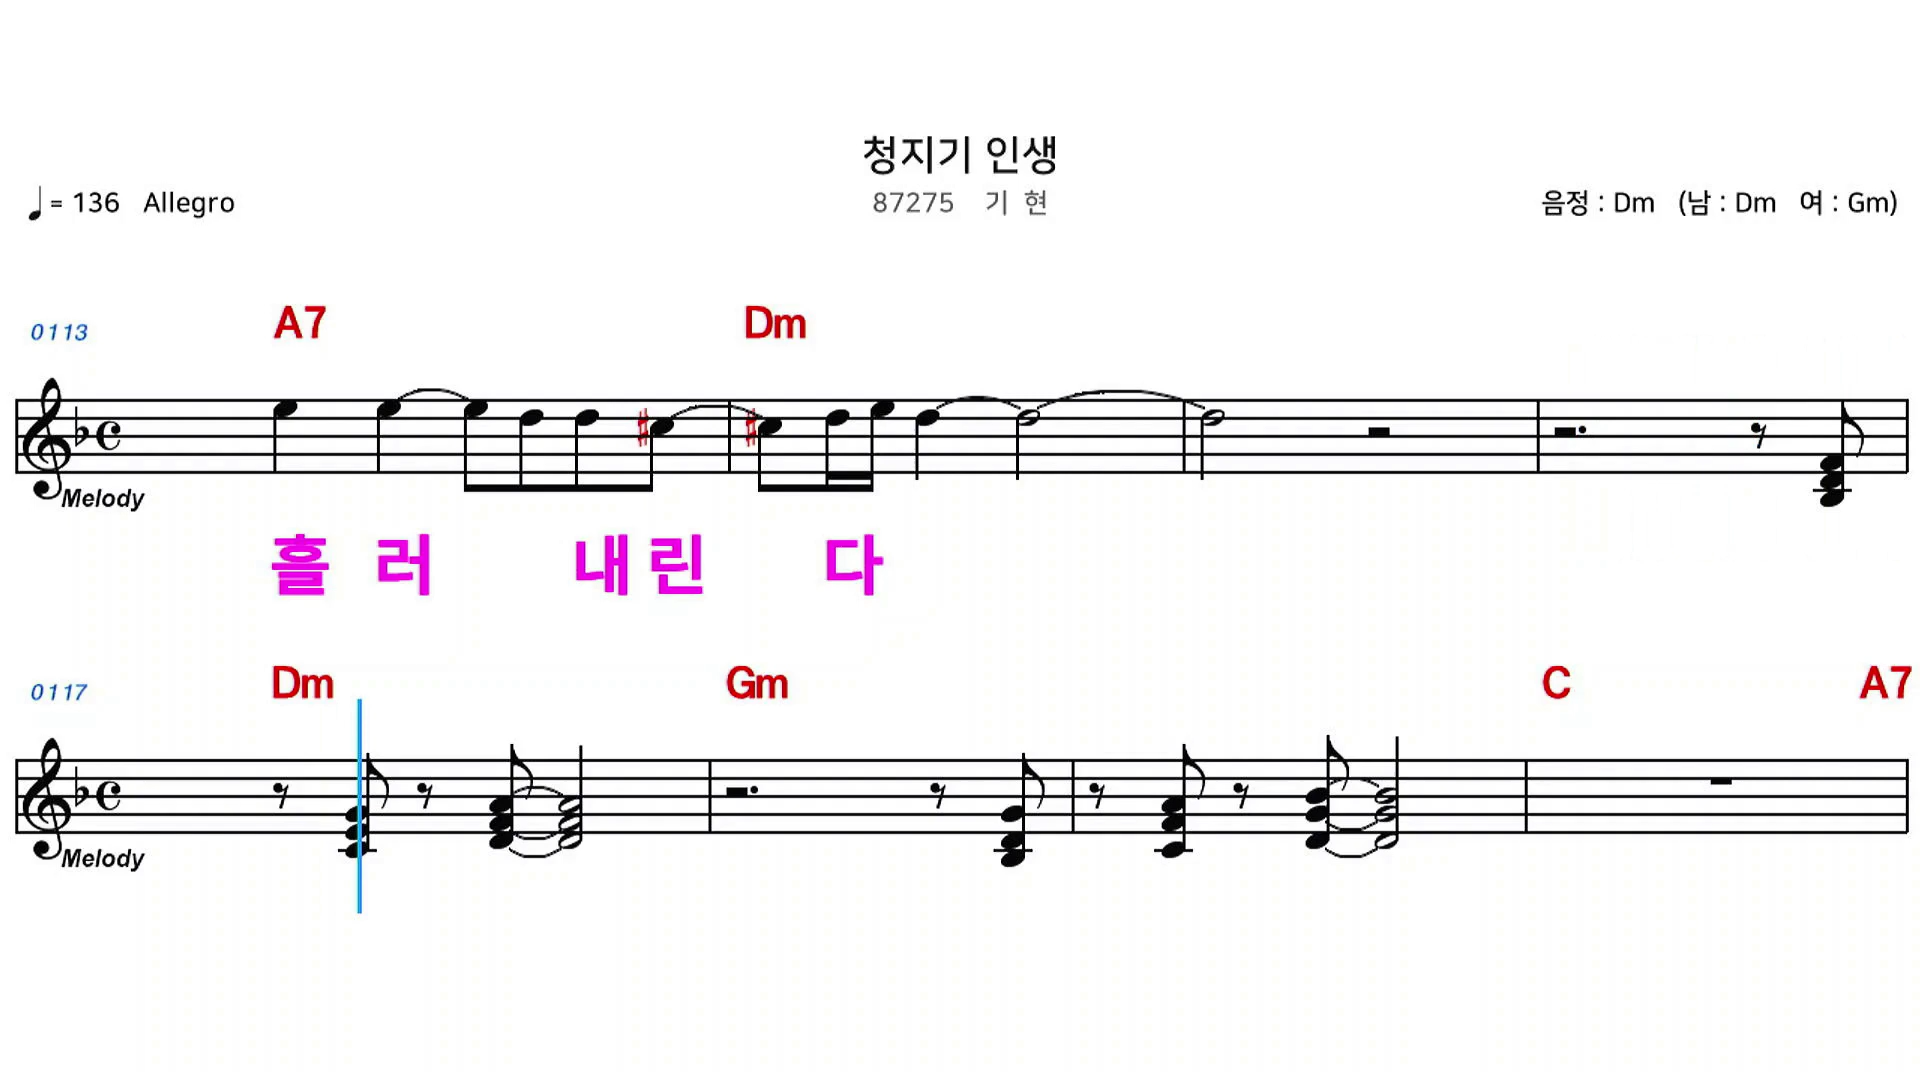 청지기 인생
= 136 Allegro
87275 기 현
음정 : Dm (남 : Dm 여 : Gm)
0113 A7 Dm
Melody
흘 러 내 린 다
0117 Dm Gm C A7
Melody